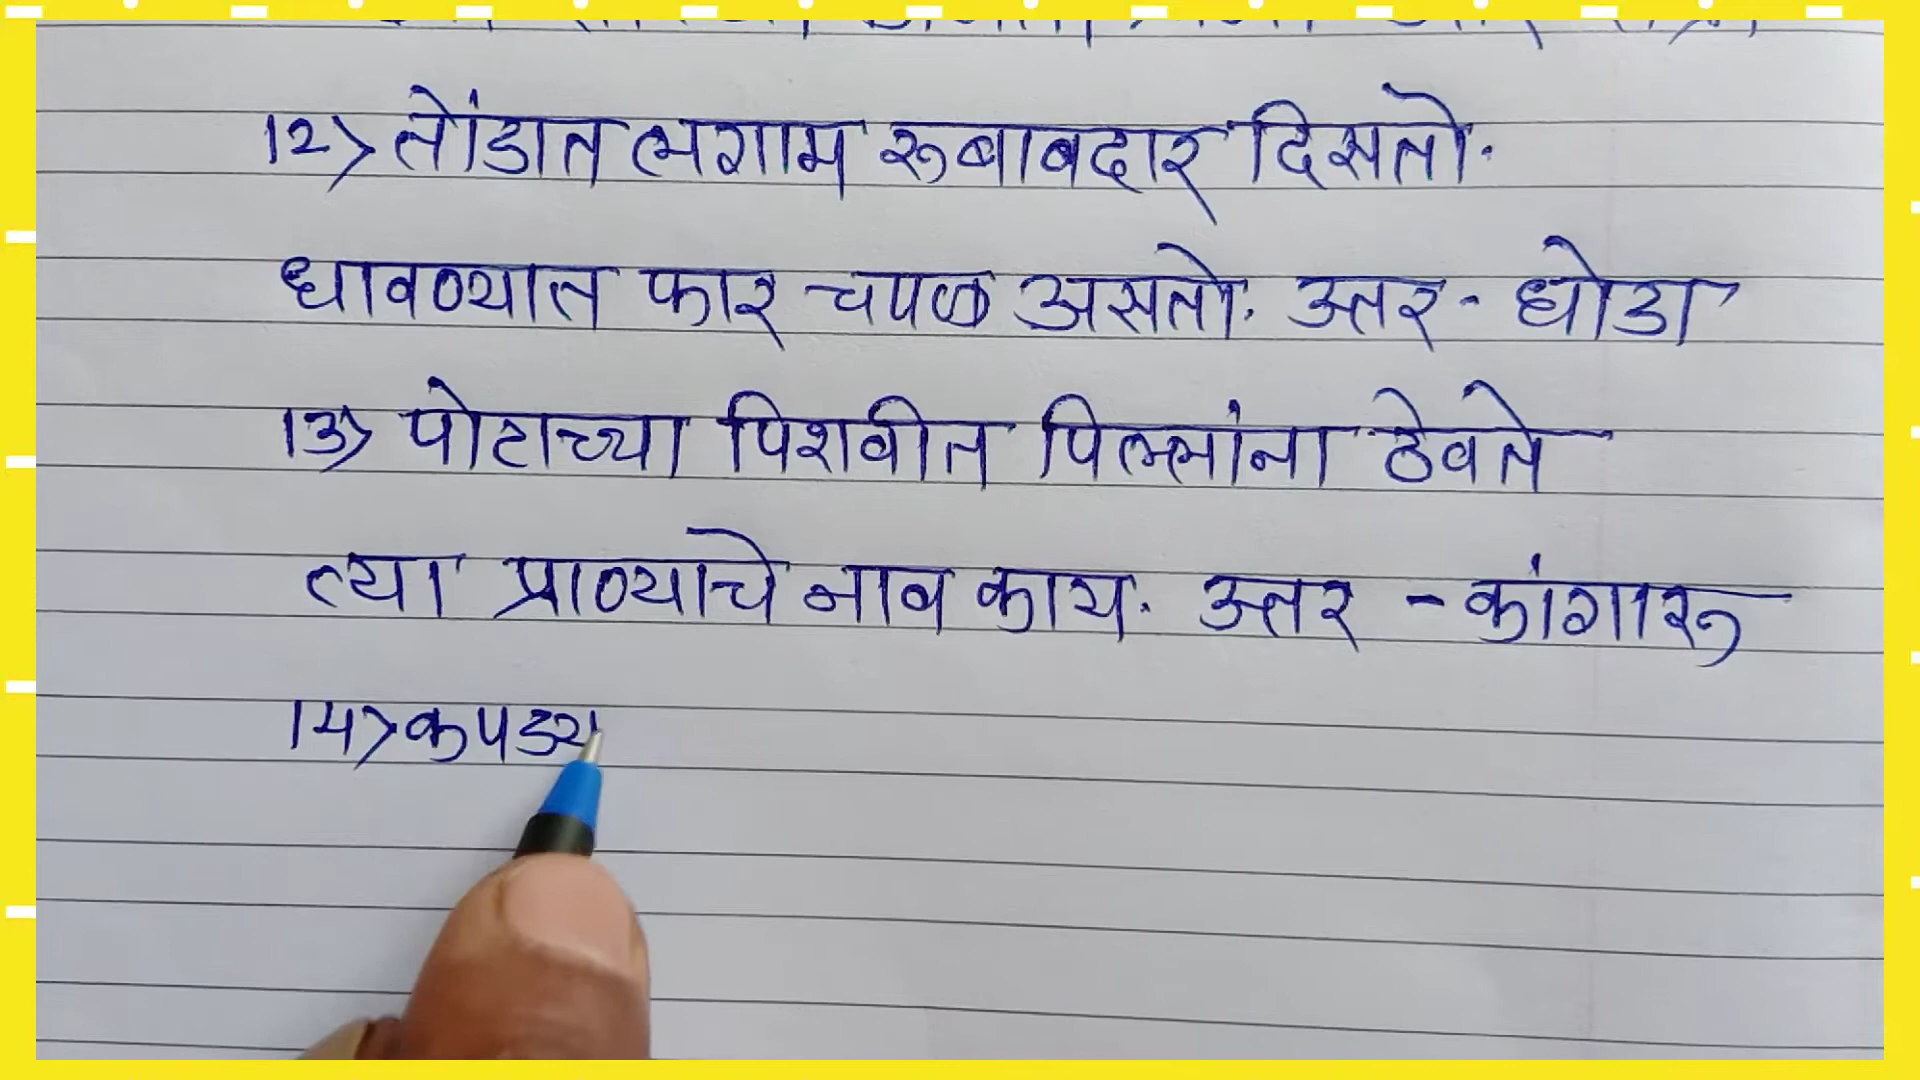 12) तोंडात लगाम रुबाबदार दिसतो.
धावण्यात फार चपळ असतो. उत्तर - घोडा
13) पोटाच्या पिशवीत पिल्लांना ठेवते
त्या प्राण्याचे नाव काय. उत्तर - कांगारू
14) कपड्य